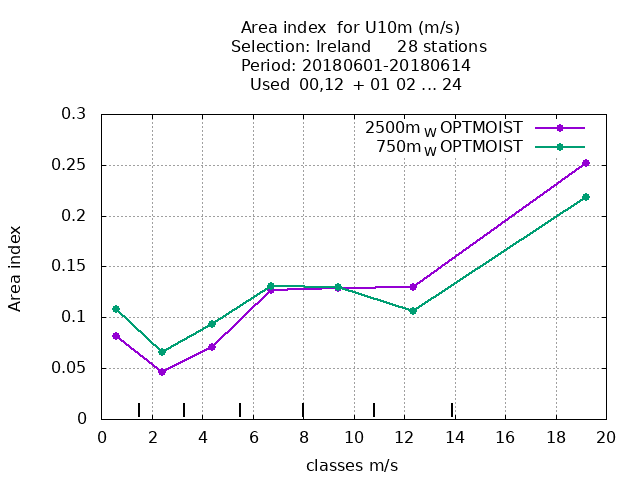 Area index  for U10m (m/s)
Selection: Ireland     28 stations
Period: 20180601-20180614
Used  00,12  + 01 02 ... 24
0.3
0.25
0.2
0.15
0.1
0.05
0
Area index
2500m W OPTMOIST
750m W OPTMOIST
0 2 4 6 8 10 12 14 16 18 20
classes m/s